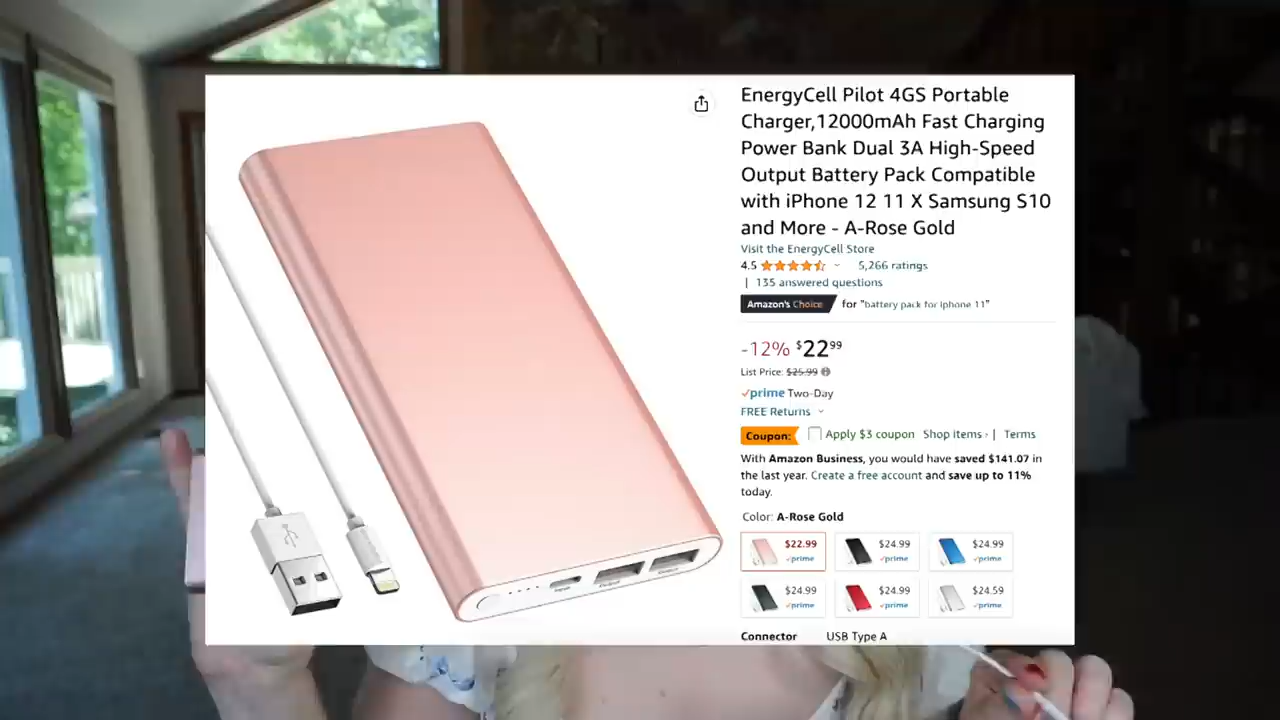 EnergyCell Pilot 4GS Portable
Charger,12000mAh Fast Charging
Power Bank Dual 3A High-Speed
Output Battery Pack Compatible
with iPhone 12 11 X Samsung S10
and More - A-Rose Gold
Visit the EnergyCell Store
4.5 5,266 ratings
| 135 answered questions
Amazon's Choice for "battery pack for iphone 11"
-12% $22.99
List Price: $25.99
prime Two-Day
FREE Returns
Coupon: Apply $3 coupon Shop items › | Terms
With Amazon Business, you would have saved $141.07 in
the last year. Create a free account and save up to 11%
today.
Color: A-Rose Gold
$22.99 $24.99 $24.99
prime prime prime
$24.99 $24.99 $24.59
prime prime prime
Connector USB Type A